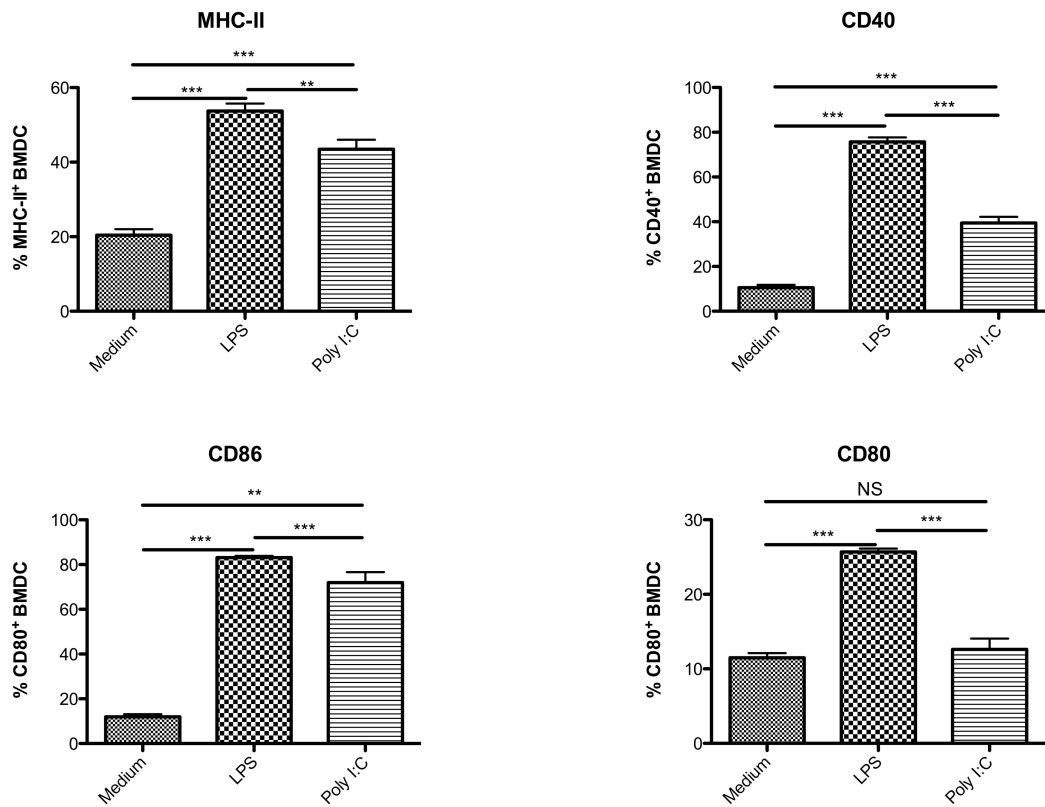 MHC-II
***
*** **
60
40
20
0
% MHC-II⁺ BMDC
Medium
LPS
Poly I:C
CD40
***
*** ***
100
80
60
40
20
0
% CD40⁺ BMDC
Medium
LPS
Poly I:C
CD86
**
*** ***
100
80
60
40
20
0
% CD80⁺ BMDC
Medium
LPS
Poly I:C
CD80
NS
*** ***
30
20
10
0
% CD80⁺ BMDC
Medium
LPS
Poly I:C